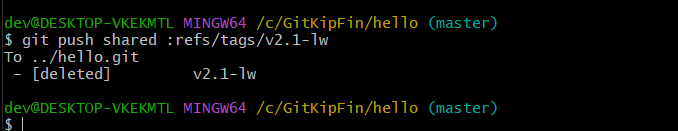 dev@DESKTOP-VKEKMTL MINGW64 /c/GitKipFin/hello (master)
$ git push shared :refs/tags/v2.1-lw
To ../hello.git
 - [deleted]         v2.1-lw
dev@DESKTOP-VKEKMTL MINGW64 /c/GitKipFin/hello (master)
$